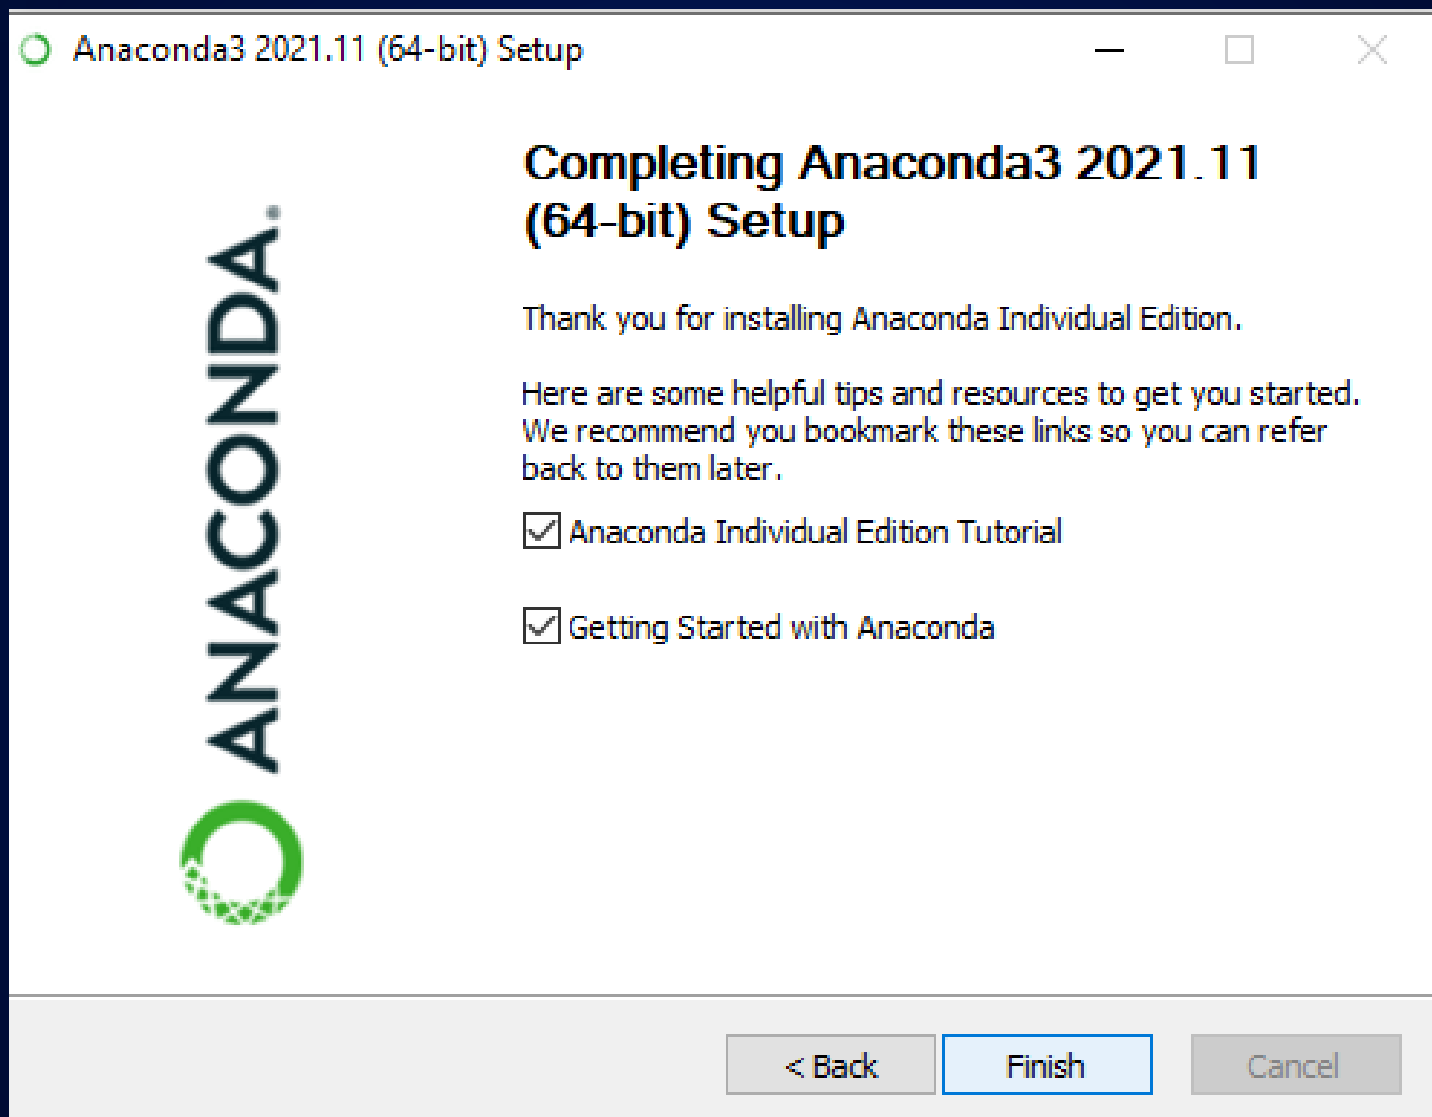 Anaconda3 2021.11 (64-bit) Setup
Completing Anaconda3 2021.11
(64-bit) Setup
Thank you for installing Anaconda Individual Edition.
Here are some helpful tips and resources to get you started.
We recommend you bookmark these links so you can refer
back to them later.
Anaconda Individual Edition Tutorial
Getting Started with Anaconda
ANACONDA.
< Back
Finish
Cancel